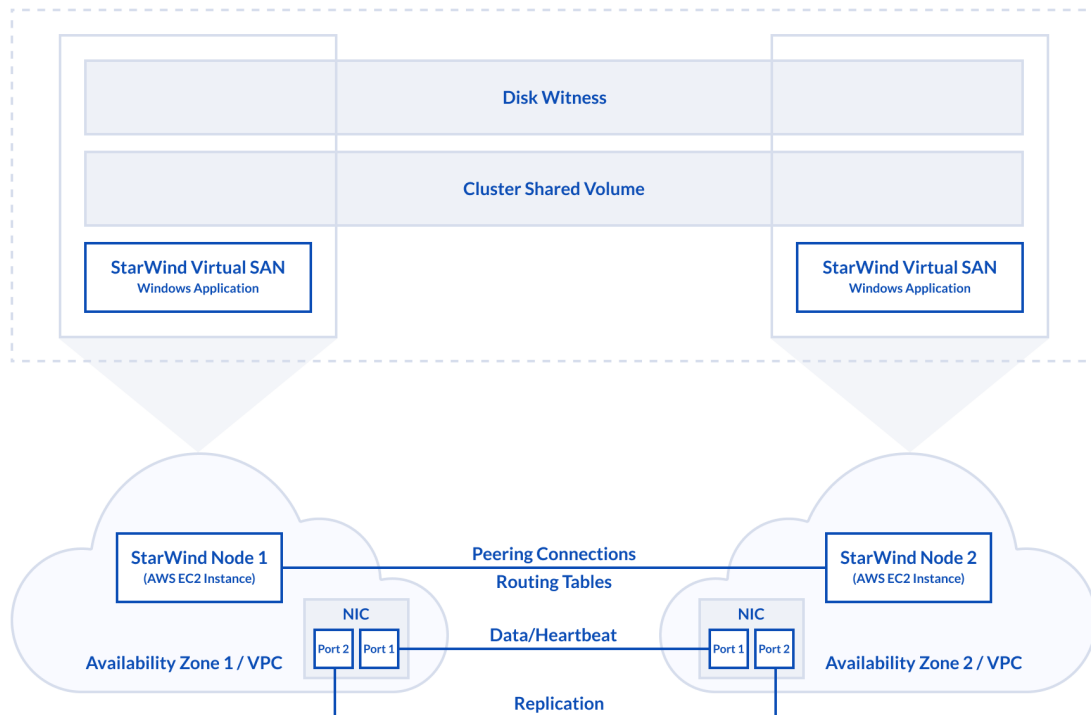 Disk Witness
Cluster Shared Volume
StarWind Virtual SAN
Windows Application
StarWind Virtual SAN
Windows Application
StarWind Node 1
(AWS EC2 Instance)
Peering Connections
Routing Tables
StarWind Node 2
(AWS EC2 Instance)
NIC
Port 2 Port 1
Availability Zone 1 / VPC
Data/Heartbeat
NIC
Port 1 Port 2
Availability Zone 2 / VPC
Replication